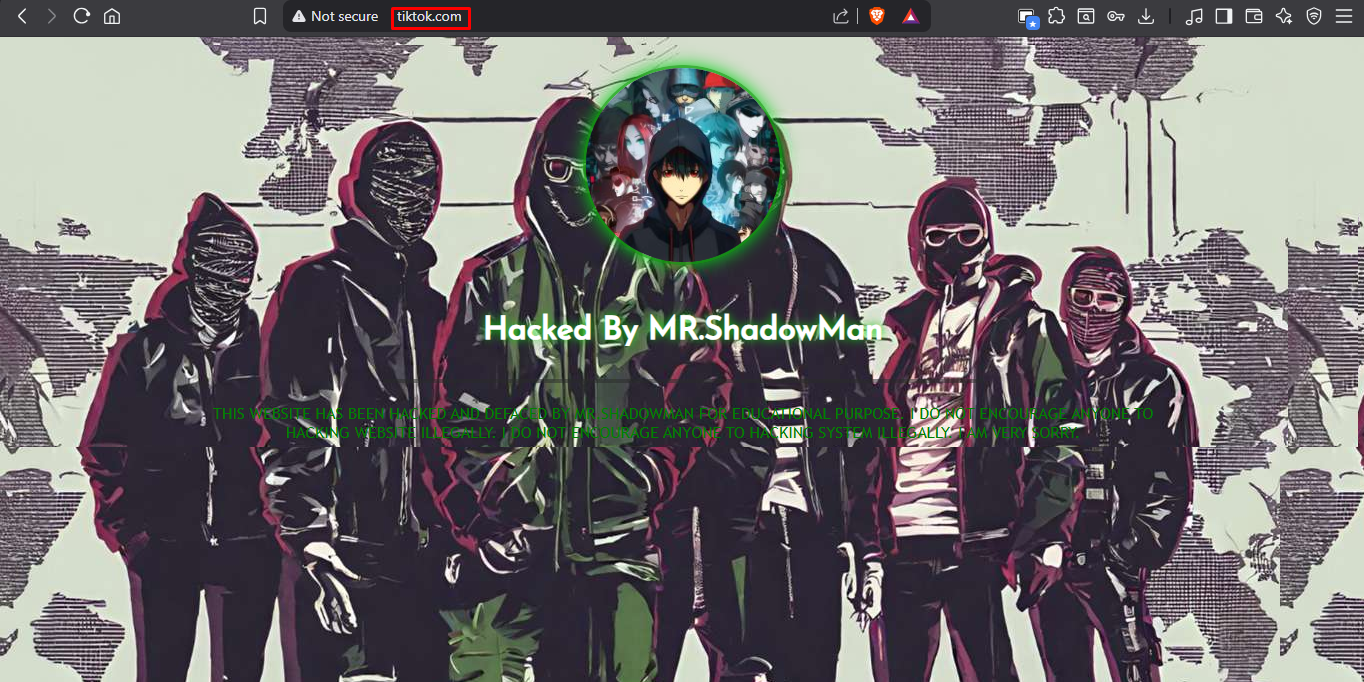 Not secure tiktok.com
Hacked By MR.ShadowMan
THIS WEBSITE HAS BEEN HACKED AND DEFACED BY MR.SHADOWMAN FOR EDUCATIONAL PURPOSE. I DO NOT ENCOURAGE ANYONE TO
HACKING WEBSITE ILLEGALLY. I DO NOT ENCOURAGE ANYONE TO HACKING SYSTEM ILLEGALLY. I AM VERY SORRY.